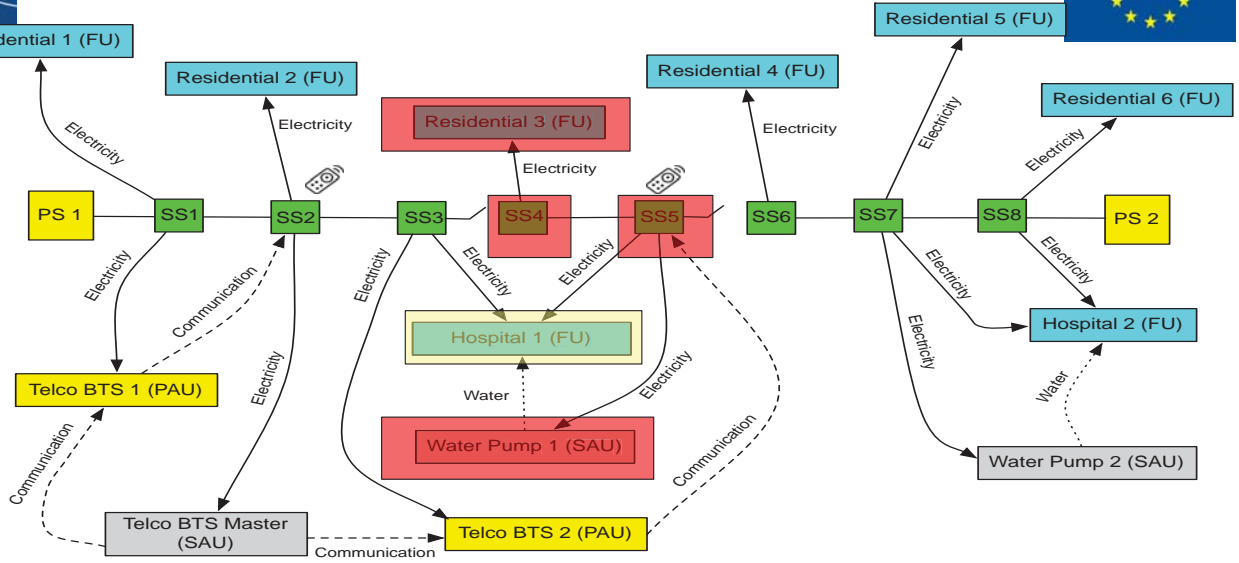 dential 1 (FU)
Residential 2 (FU)
Residential 3 (FU)
Residential 4 (FU)
Residential 5 (FU)
Residential 6 (FU)
Electricity
Electricity
Electricity
Electricity
Electricity
Electricity
PS 1
SS1
SS2
SS3
SS4
SS5
SS6
SS7
SS8
PS 2
Electricity
Communication
Electricity
Electricity
Electricity
Electricity
Electricity
Electricity
Electricity
Electricity
Hospital 1 (FU)
Hospital 2 (FU)
Telco BTS 1 (PAU)
Water
Electricity
Water
Communication
Water Pump 1 (SAU)
Communication
Water Pump 2 (SAU)
Telco BTS Master
(SAU)
Communication
Telco BTS 2 (PAU)